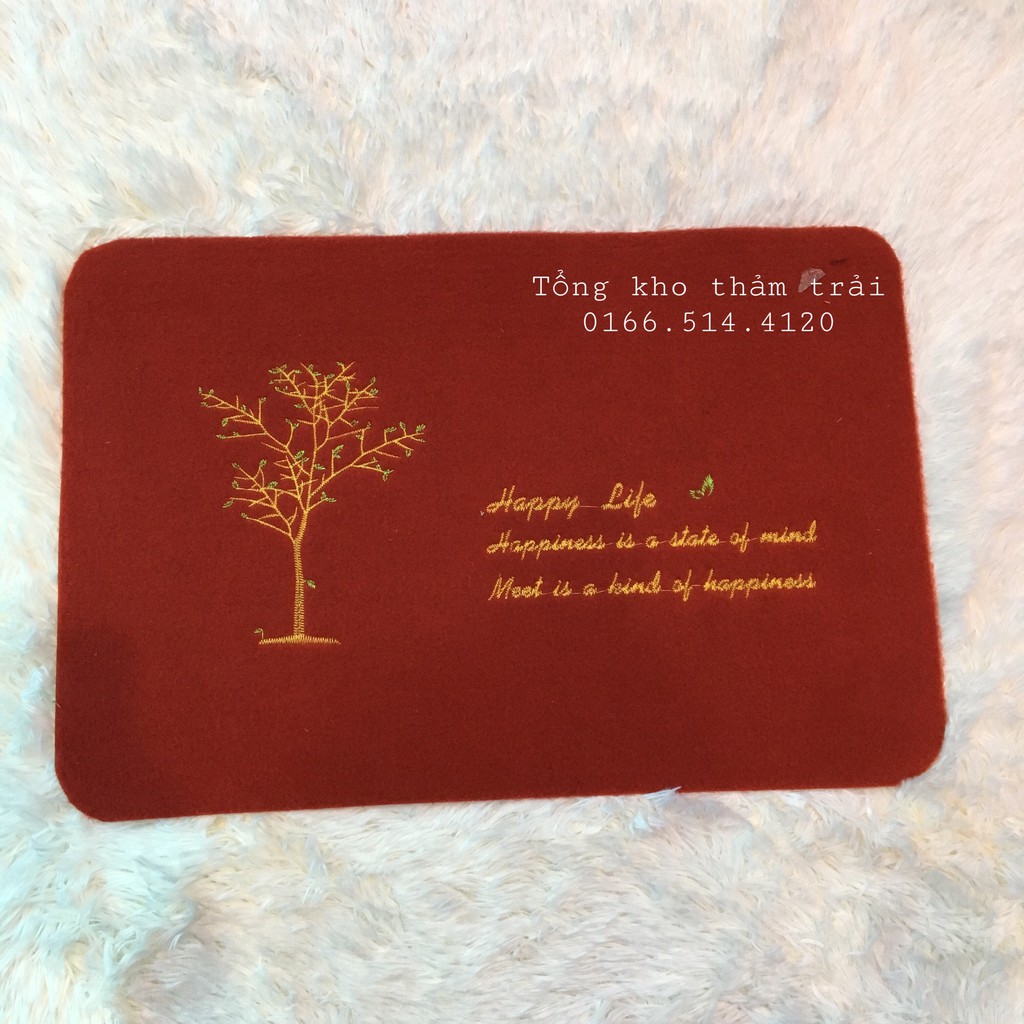 Tổng kho thảm trải
0166.514.4120
Happy Life
Happiness is a state of mind
Meet is a kind of happiness